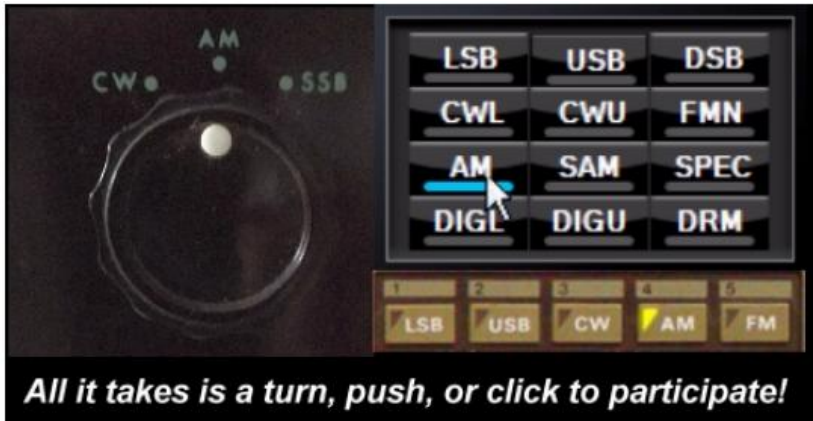 AM
CW SSB
LSB USB DSB
CWL CWU FMN
AM SAM SPEC
DIGL DIGU DRM
1 2 3 4 5
LSB USB CW AM FM
All it takes is a turn, push, or click to participate!